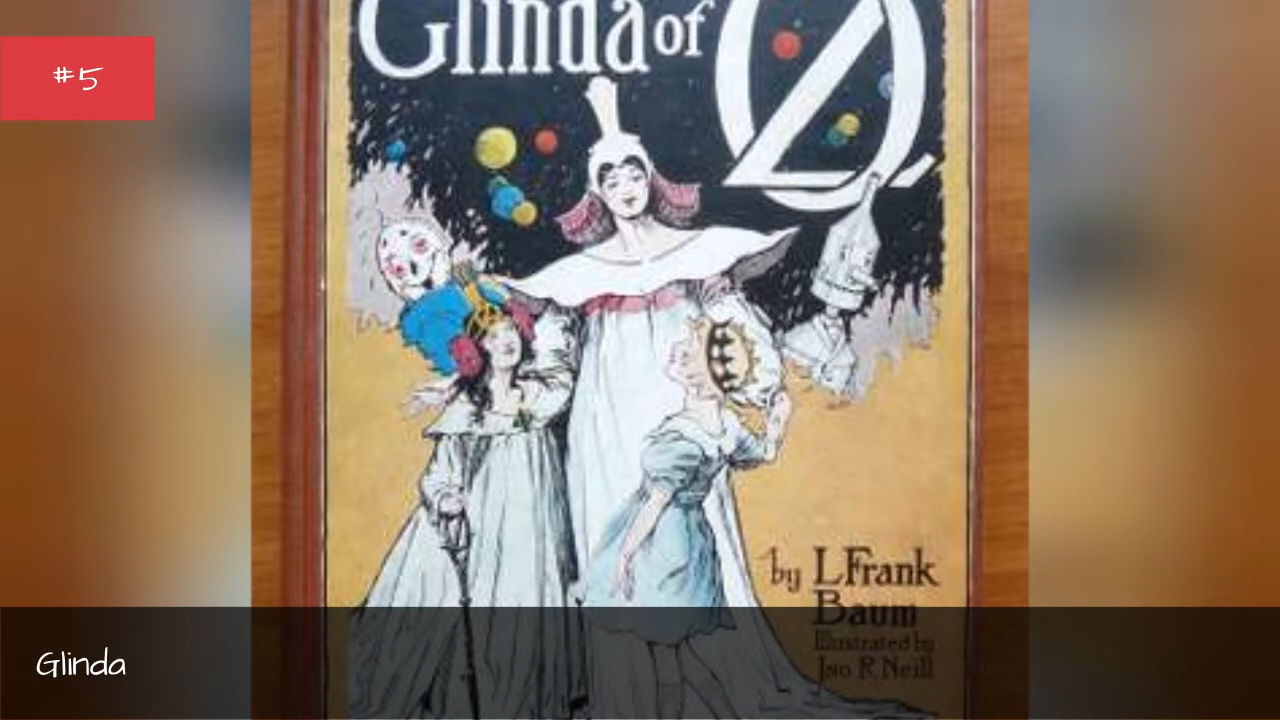 Glinda of OZ
#5
by L Frank
Baum
Illustrated by
Jno R. Neill
Glinda